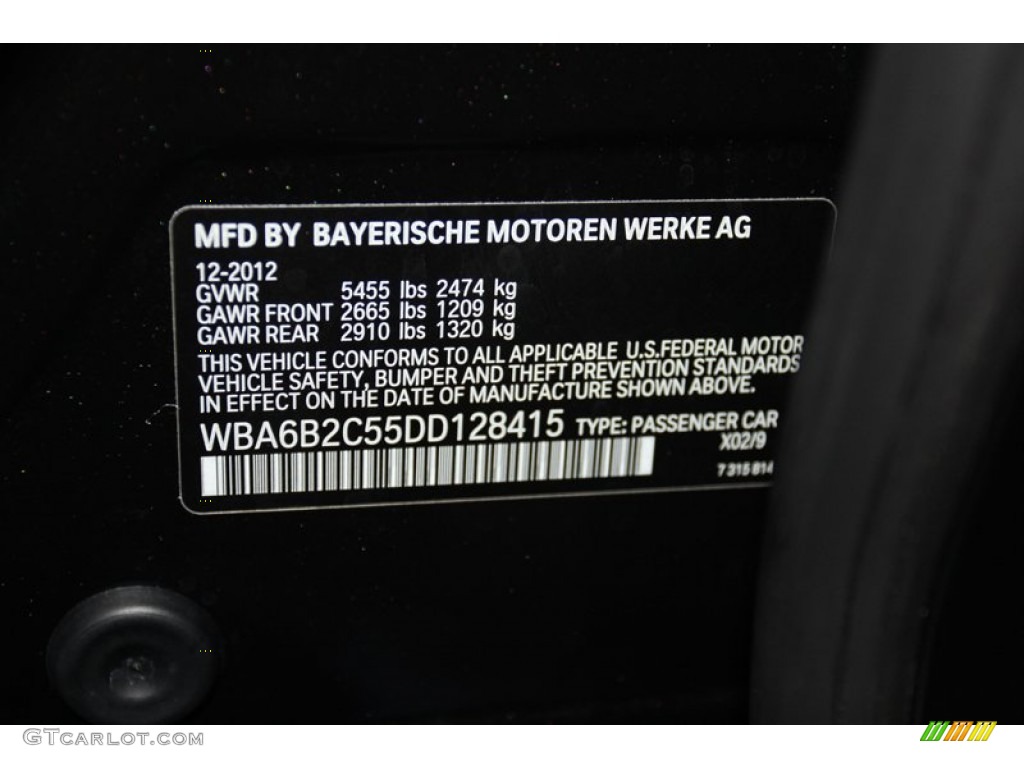 MFD BY BAYERISCHE MOTOREN WERKE AG
12-2012
GVWR 5455 lbs 2474 kg
GAWR FRONT 2665 lbs 1209 kg
GAWR REAR 2910 lbs 1320 kg
THIS VEHICLE CONFORMS TO ALL APPLICABLE U.S.FEDERAL MOTOR
VEHICLE SAFETY, BUMPER AND THEFT PREVENTION STANDARDS
IN EFFECT ON THE DATE OF MANUFACTURE SHOWN ABOVE.
WBA6B2C55DD128415 TYPE: PASSENGER CAR
X02/9
7 315 814
GTCARLOT.COM